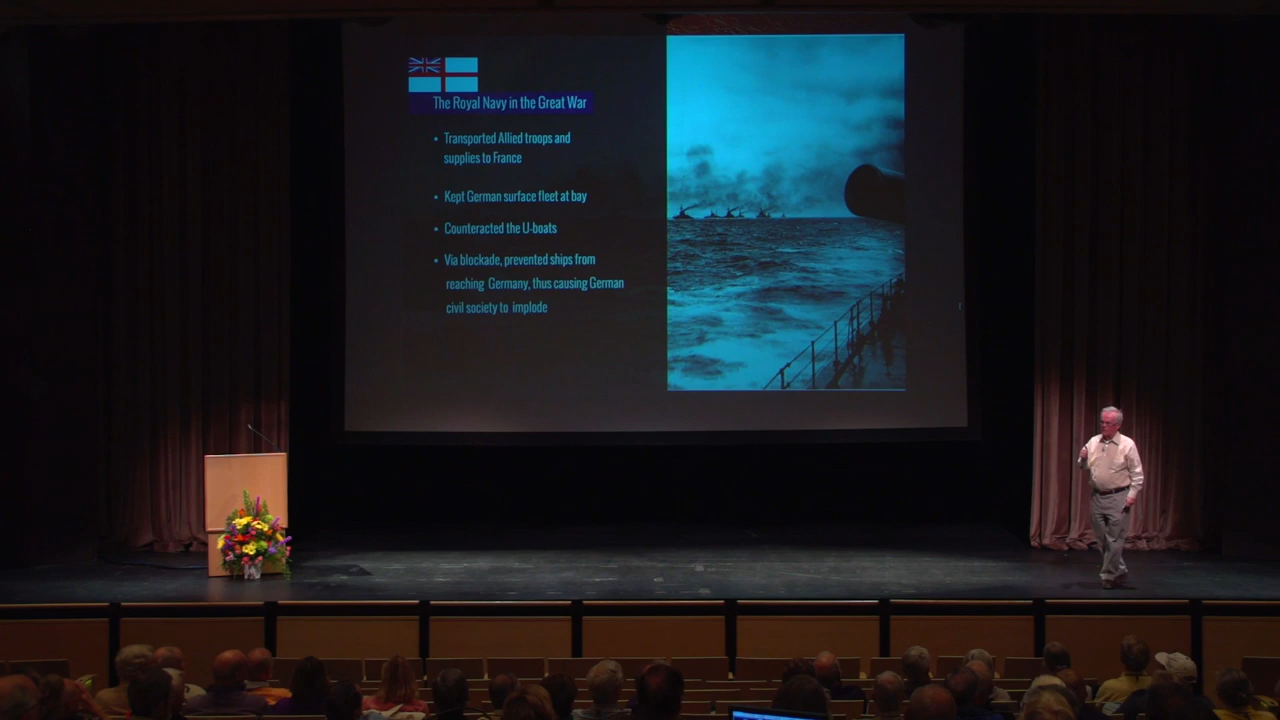 The Royal Navy in the Great War
• Transported Allied troops and
supplies to France
• Kept German surface fleet at bay
• Counteracted the U-boats
• Via blockade, prevented ships from
reaching Germany, thus causing German
civil society to implode